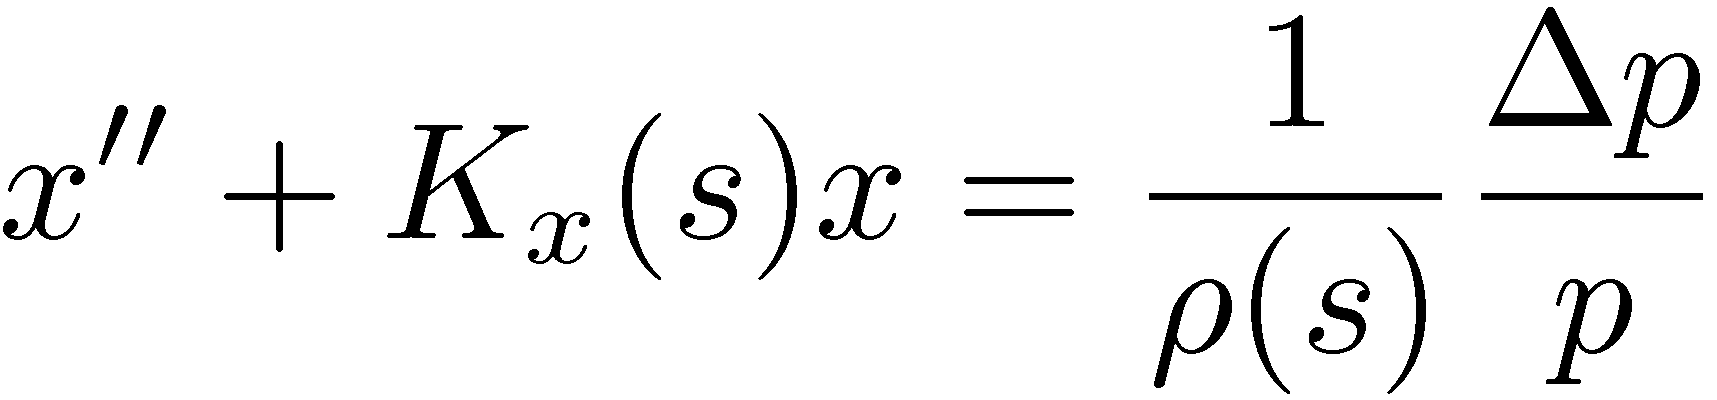 x'' + K_x(s)x = \frac{1}{\rho(s)} \frac{\Delta p}{p}